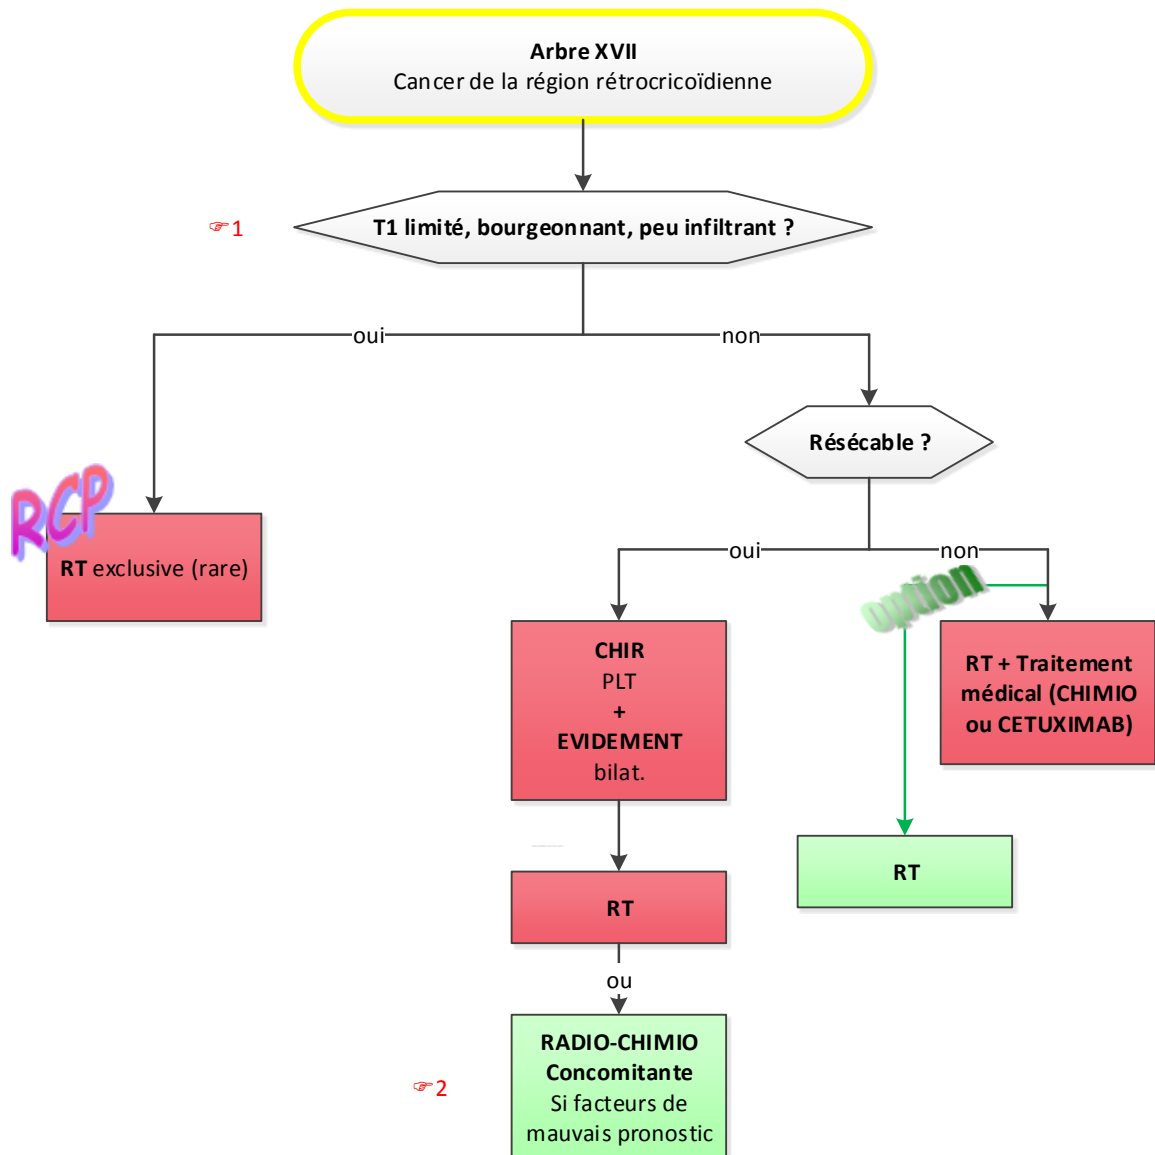 Arbre XVII
Cancer de la région rétrocricoïdienne
☞1
T1 limité, bourgeonnant, peu infiltrant ?
oui
non
Résécable ?
RCP
RT exclusive (rare)
oui
non
option
CHIR
PLT
+
EVIDEMENT
bilat.
RT + Traitement
médical (CHIMIO
ou CETUXIMAB)
RT
RT
ou
☞2
RADIO-CHIMIO
Concomitante
Si facteurs de
mauvais pronostic